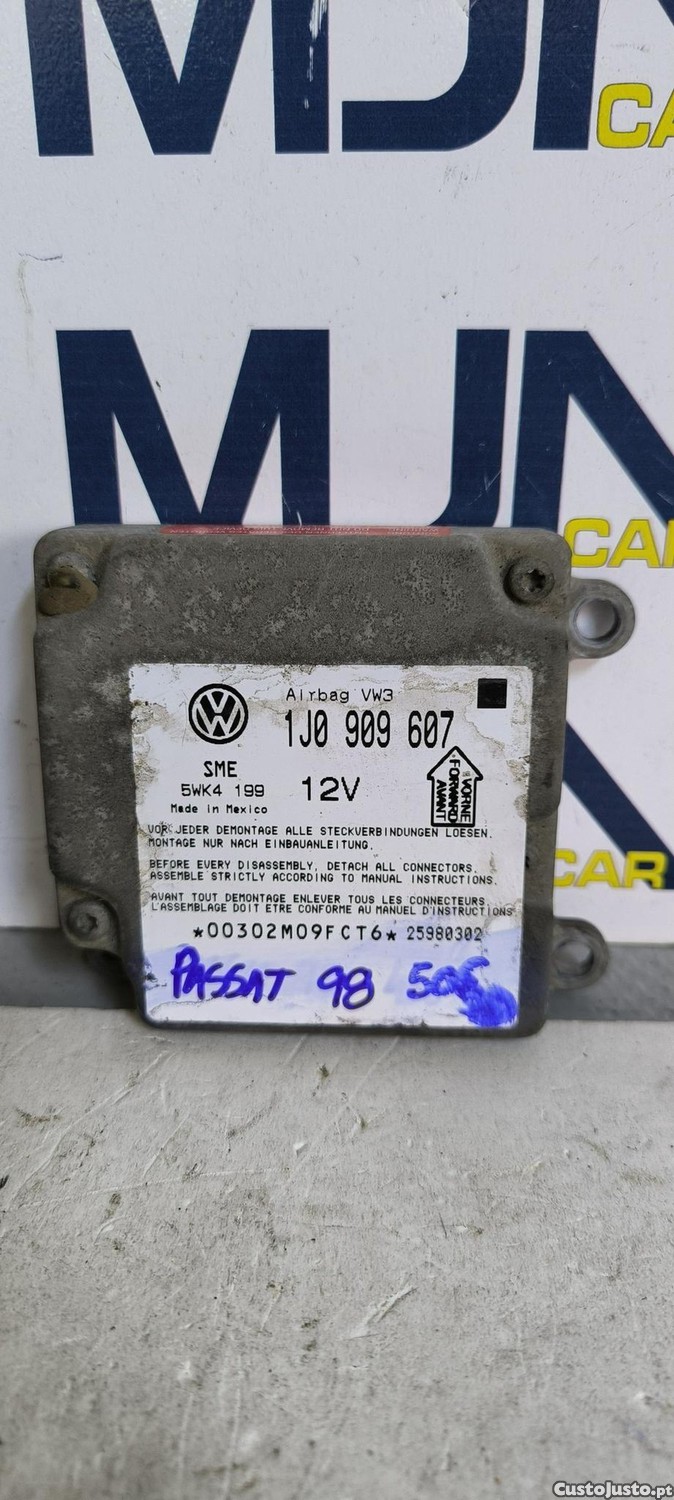 MJN
CA
MJN
CAR
CAR
Airbag VW3
1J0 909 607
SME
5WK4 199
12V
Made in Mexico
VORNE
FORWARD
AVANT
VOR JEDER DEMONTAGE ALLE STECKVERBINDUNGEN LOESEN.
MONTAGE NUR NACH EINBAUANLEITUNG.
BEFORE EVERY DISASSEMBLY, DETACH ALL CONNECTORS.
ASSEMBLE STRICTLY ACCORDING TO MANUAL INSTRUCTIONS.
AVANT TOUT DEMONTAGE ENLEVER TOUS LES CONNECTEURS.
L'ASSEMBLAGE DOIT ETRE CONFORME AU MANUEL D'INSTRUCTIONS
*00302M09FCT6* 25980302
PASSAT 98 50€
CustoJusto.pt